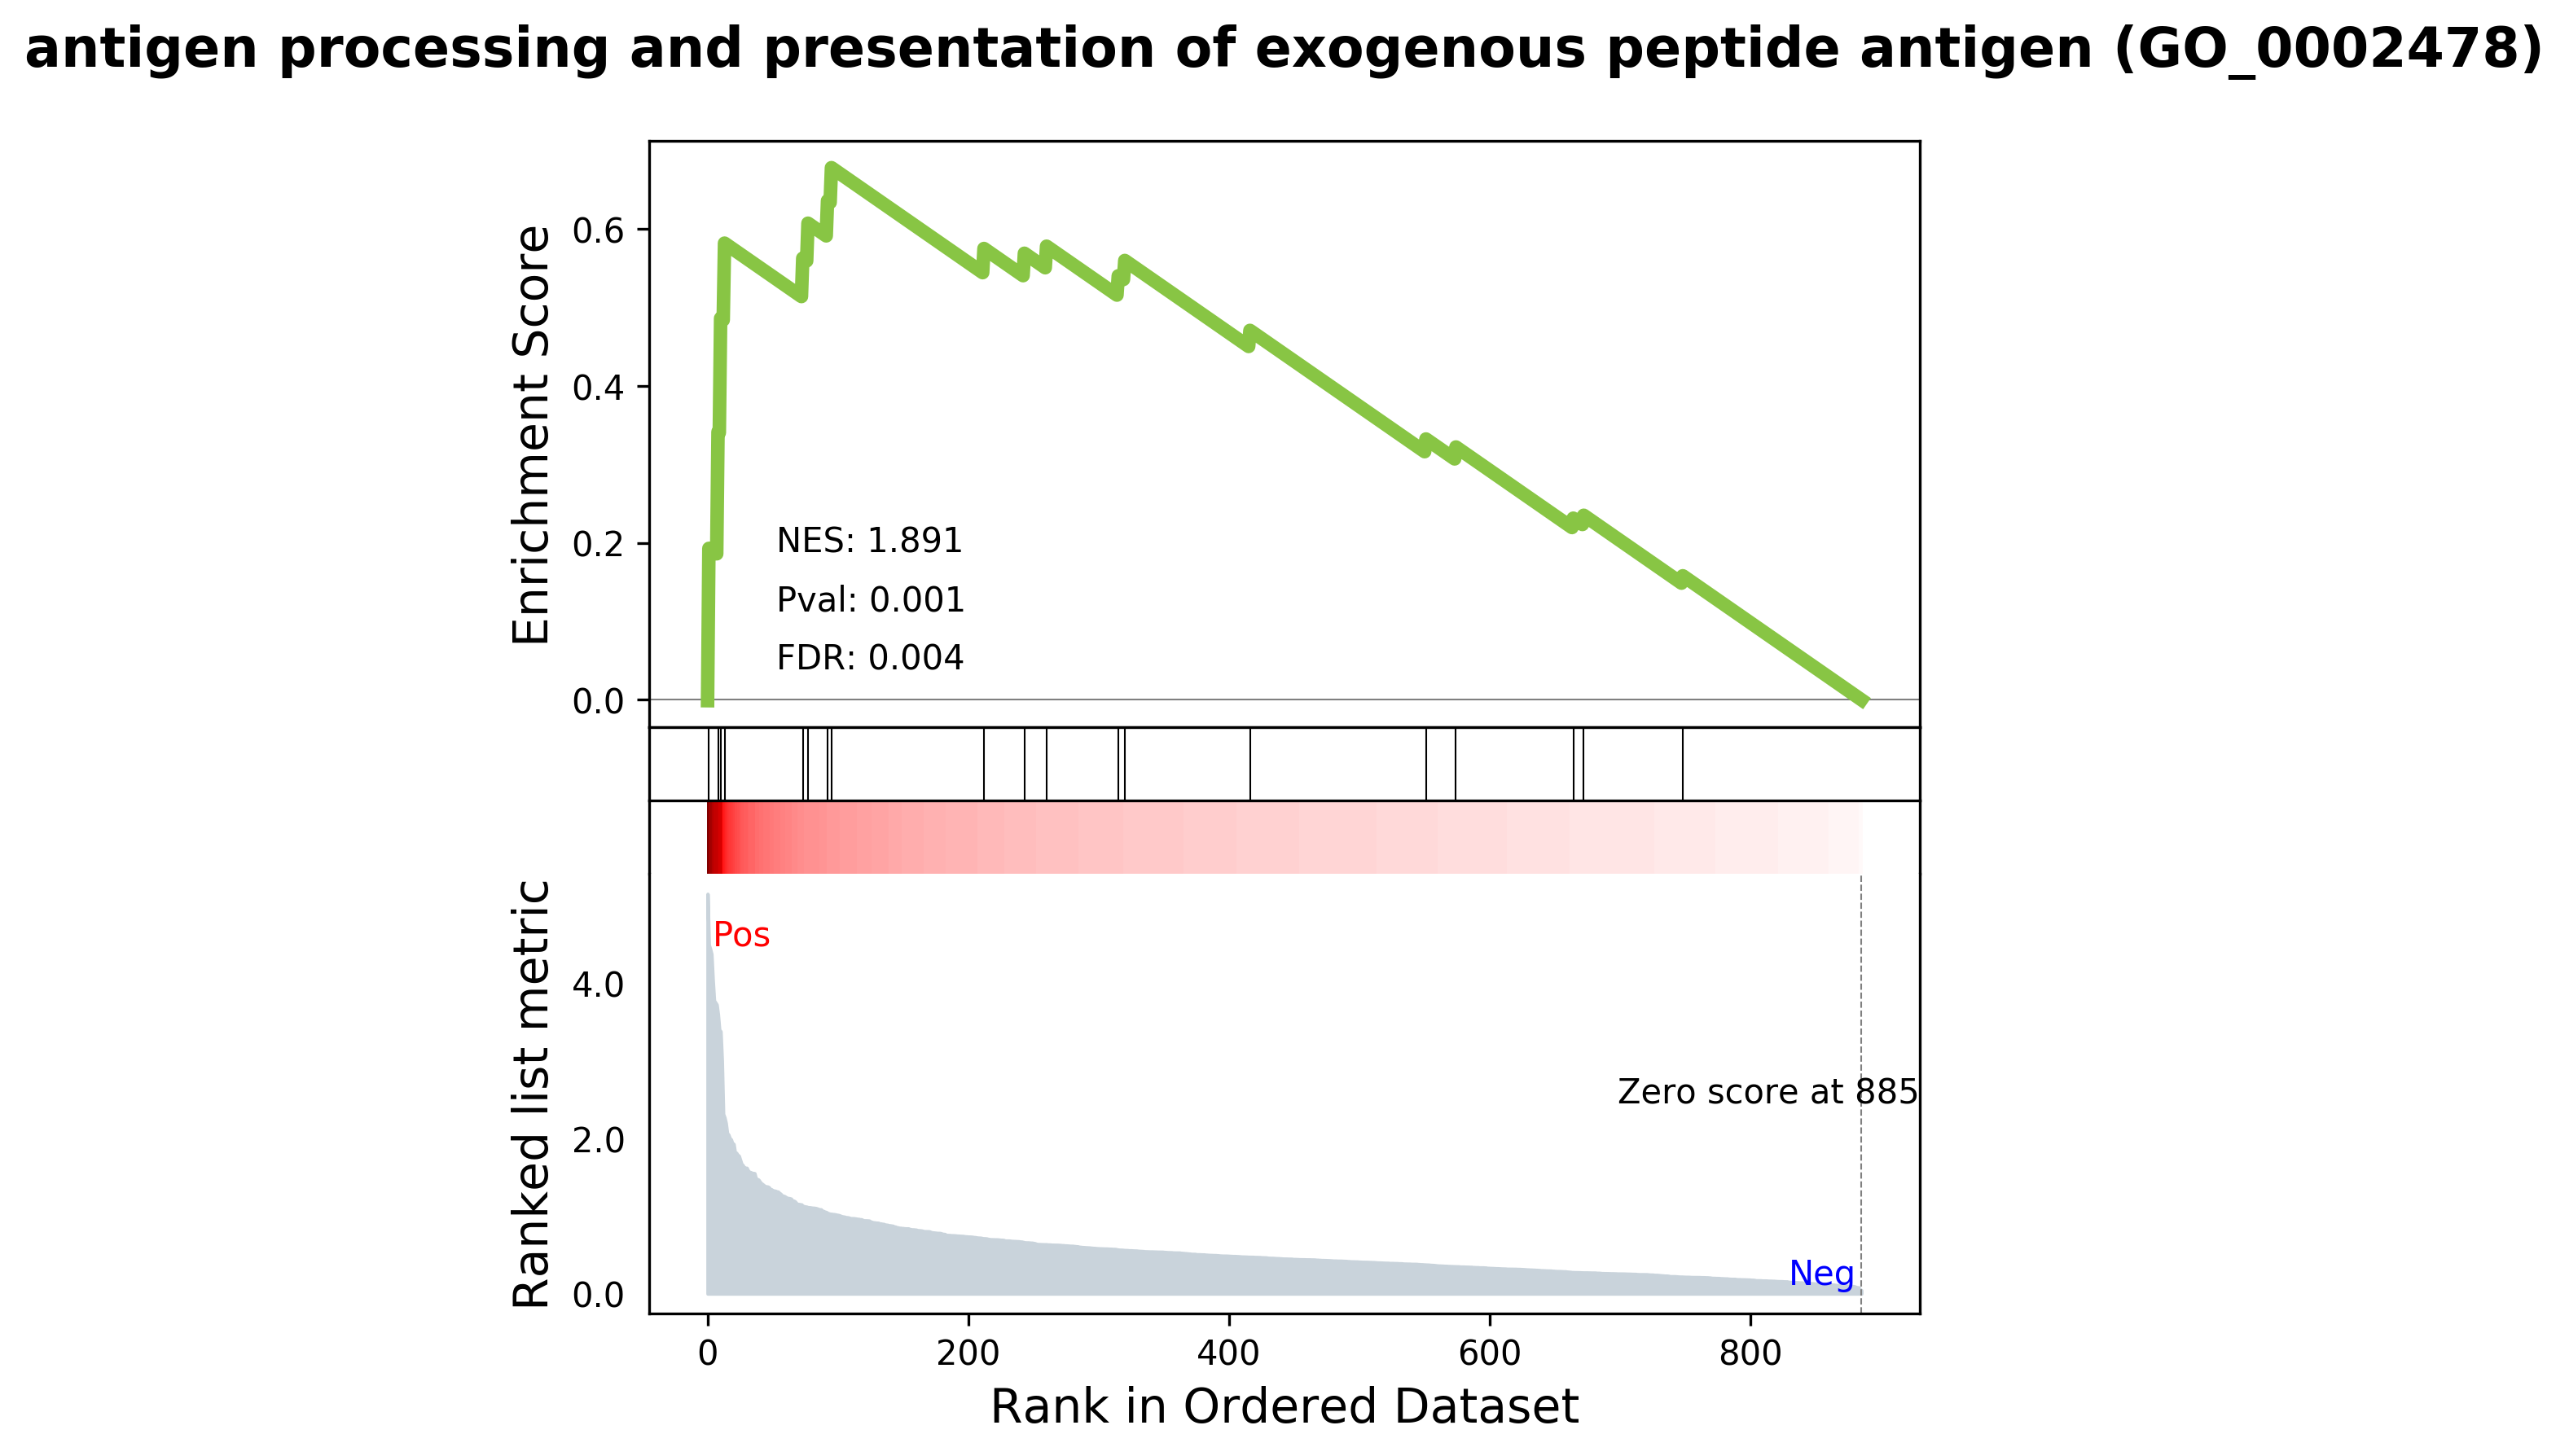 antigen processing and presentation of exogenous peptide antigen (GO_0002478)
Enrichment Score
0.6
0.4
0.2
0.0
NES: 1.891
Pval: 0.001
FDR: 0.004
Ranked list metric
4.0
2.0
0.0
Pos
Zero score at 885
Neg
0 200 400 600 800
Rank in Ordered Dataset